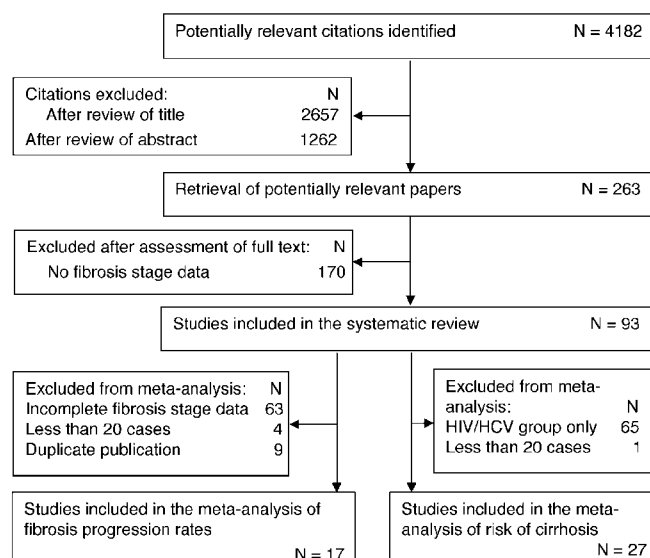 Potentially relevant citations identified N = 4182
Citations excluded: N
After review of title 2657
After review of abstract 1262
Retrieval of potentially relevant papers N = 263
Excluded after assessment of full text: N
No fibrosis stage data 170
Studies included in the systematic review N = 93
Excluded from meta-analysis: N
Incomplete fibrosis stage data 63
Less than 20 cases 4
Duplicate publication 9
Excluded from meta-
analysis: N
HIV/HCV group only 65
Less than 20 cases 1
Studies included in the meta-analysis of
fibrosis progression rates
N = 17
Studies included in the meta-
analysis of risk of cirrhosis
N = 27